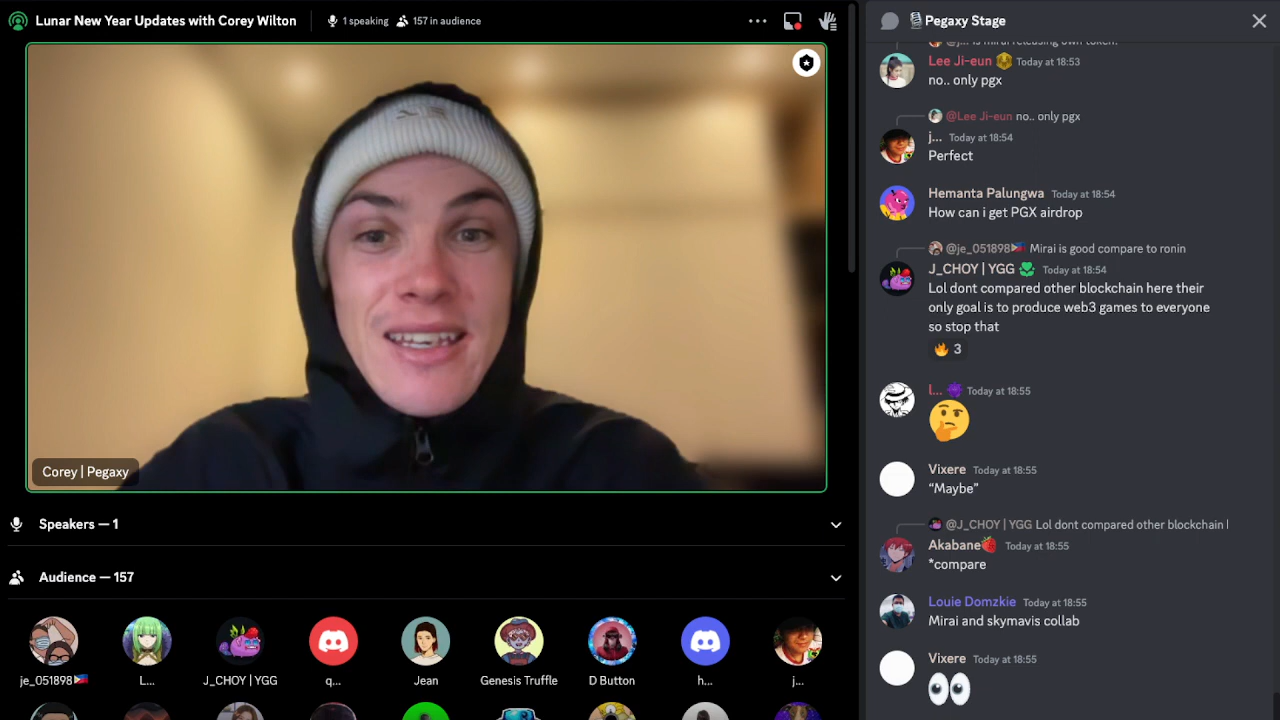 Lunar New Year Updates with Corey Wilton
1 speaking
157 in audience
Corey | Pegaxy
Speakers — 1
Audience — 157
je_051898🇵🇭
L...
J_CHOY | YGG
q...
Jean
Genesis Truffle
D Button
h...
j...
🎙️Pegaxy Stage
@j... is mirai releasing own token?
Lee Ji-eun Today at 18:53
no.. only pgx
@Lee Ji-eun no.. only pgx
j... Today at 18:54
Perfect
Hemanta Palungwa Today at 18:54
How can i get PGX airdrop
@je_051898🇵🇭 Mirai is good compare to ronin
J_CHOY | YGG Today at 18:54
Lol dont compared other blockchain here their
only goal is to produce web3 games to everyone
so stop that
🔥 3
L... Today at 18:55
🤔
Vixere Today at 18:55
“Maybe”
@J_CHOY | YGG Lol dont compared other blockchain
Akabane🍓 Today at 18:55
*compare
Louie Domzkie Today at 18:55
Mirai and skymavis collab
Vixere Today at 18:55
👀